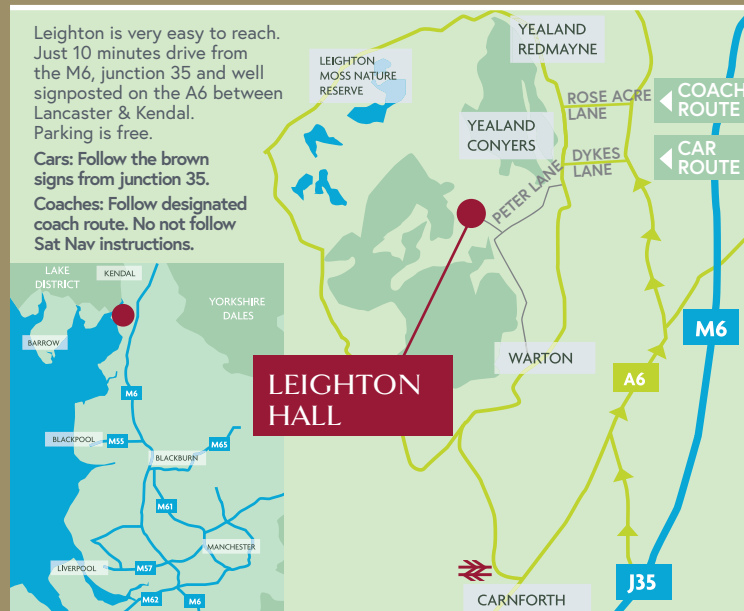 Leighton is very easy to reach.
Just 10 minutes drive from
the M6, junction 35 and well
signposted on the A6 between
Lancaster & Kendal.
Parking is free.
Cars: Follow the brown
signs from junction 35.
Coaches: Follow designated
coach route. No not follow
Sat Nav instructions.
LEIGHTON
MOSS NATURE
RESERVE
YEALAND
REDMAYNE
ROSE ACRE
LANE
COACH
ROUTE
YEALAND
CONYERS
DYKES
LANE
CAR
ROUTE
PETER LANE
M6
WARTON
A6
LEIGHTON
HALL
J35
CARNFORTH
LAKE
DISTRICT
KENDAL
YORKSHIRE
DALES
BARROW
M6
BLACKPOOL
M55
M65
BLACKBURN
M61
MANCHESTER
LIVERPOOL
M57
M62
M6